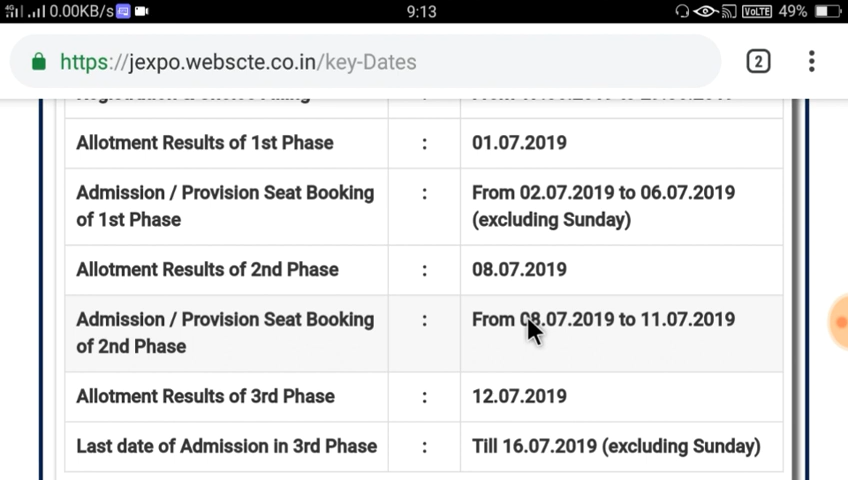 4G 0.00KB/s 9:13 VoLTE 49%
https://jexpo.webscte.co.in/key-Dates 2
Allotment Results of 1st Phase : 01.07.2019
Admission / Provision Seat Booking : From 02.07.2019 to 06.07.2019
of 1st Phase (excluding Sunday)
Allotment Results of 2nd Phase : 08.07.2019
Admission / Provision Seat Booking : From 08.07.2019 to 11.07.2019
of 2nd Phase
Allotment Results of 3rd Phase : 12.07.2019
Last date of Admission in 3rd Phase : Till 16.07.2019 (excluding Sunday)